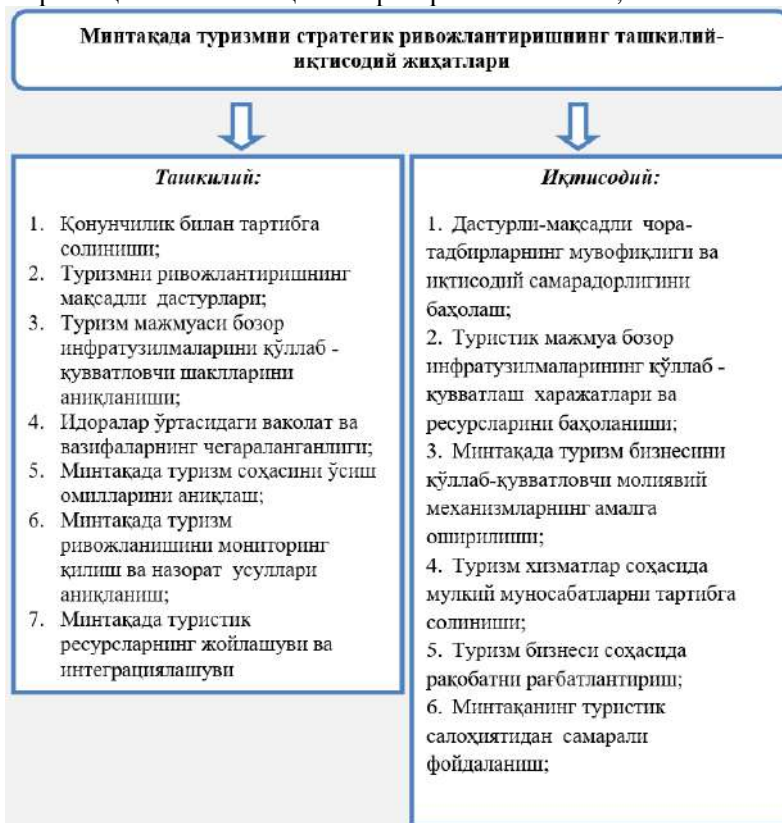 Минтақада туризмни стратегик ривожлантиришнинг ташкилий-
иқтисодий жиҳатлари
Ташкилий:
1. Қонунчилик билан тартибга
солиниши;
2. Туризмни ривожлантиришнинг
мақсадли дастурлари;
3. Туризм мажмуаси бозор
инфратузилмаларини қўллаб -
қувватловчи шаклларини
аниқланиши;
4. Идоралар ўртасидаги ваколат ва
вазифаларнинг чегараланганлиги;
5. Минтақада туризм соҳасини ўсиш
омилларини аниқлаш;
6. Минтақада туризм
ривожланишини мониторинг
қилиш ва назорат усуллари
аниқланиш;
7. Минтақада туристик
ресурсларнинг жойлашуви ва
интеграциялашуви
Иқтисодий:
1. Дастурли-мақсадли чора-
тадбирларнинг мувофиқлиги ва
иқтисодий самарадорлигини
баҳолаш;
2. Туристик мажмуа бозор
инфратузилмаларининг қўллаб -
қувватлаш харажатлари ва
ресурсларини баҳоланиши;
3. Минтақада туризм бизнесини
қўллаб-қувватловчи молиявий
механизмларнинг амалга
оширилиши;
4. Туризм хизматлар соҳасида
мулкий муносабатларни тартибга
солиниши;
5. Туризм бизнеси соҳасида
рақобатни рағбатлантириш;
6. Минтақанинг туристик
салоҳиятидан самарали
фойдаланиш;